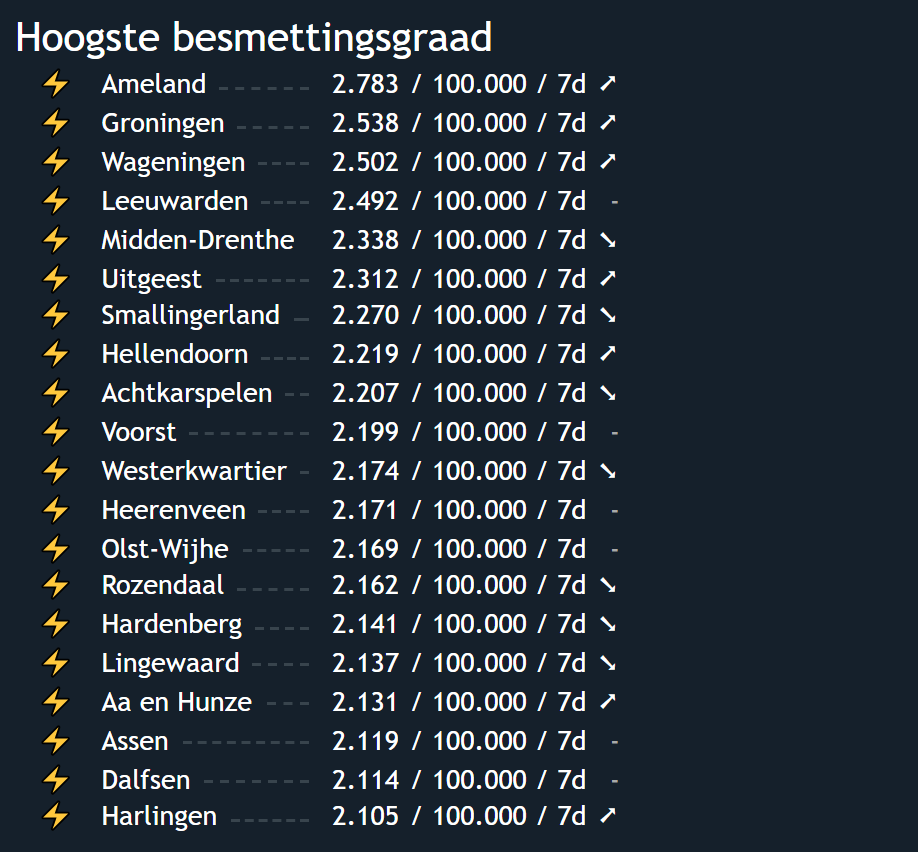 Hoogste besmettingsgraad
⚡ Ameland ------ 2.783 / 100.000 / 7d ➚
⚡ Groningen ----- 2.538 / 100.000 / 7d ➚
⚡ Wageningen ---- 2.502 / 100.000 / 7d ➚
⚡ Leeuwarden ---- 2.492 / 100.000 / 7d -
⚡ Midden-Drenthe 2.338 / 100.000 / 7d ➘
⚡ Uitgeest ------- 2.312 / 100.000 / 7d ➚
⚡ Smallingerland - 2.270 / 100.000 / 7d ➘
⚡ Hellendoorn ---- 2.219 / 100.000 / 7d ➚
⚡ Achtkarspelen -- 2.207 / 100.000 / 7d ➘
⚡ Voorst --------- 2.199 / 100.000 / 7d -
⚡ Westerkwartier - 2.174 / 100.000 / 7d ➘
⚡ Heerenveen ---- 2.171 / 100.000 / 7d -
⚡ Olst-Wijhe ----- 2.169 / 100.000 / 7d -
⚡ Rozendaal ----- 2.162 / 100.000 / 7d ➘
⚡ Hardenberg ---- 2.141 / 100.000 / 7d ➘
⚡ Lingewaard ---- 2.137 / 100.000 / 7d ➘
⚡ Aa en Hunze --- 2.131 / 100.000 / 7d ➚
⚡ Assen --------- 2.119 / 100.000 / 7d -
⚡ Dalfsen ------- 2.114 / 100.000 / 7d -
⚡ Harlingen ------ 2.105 / 100.000 / 7d ➚